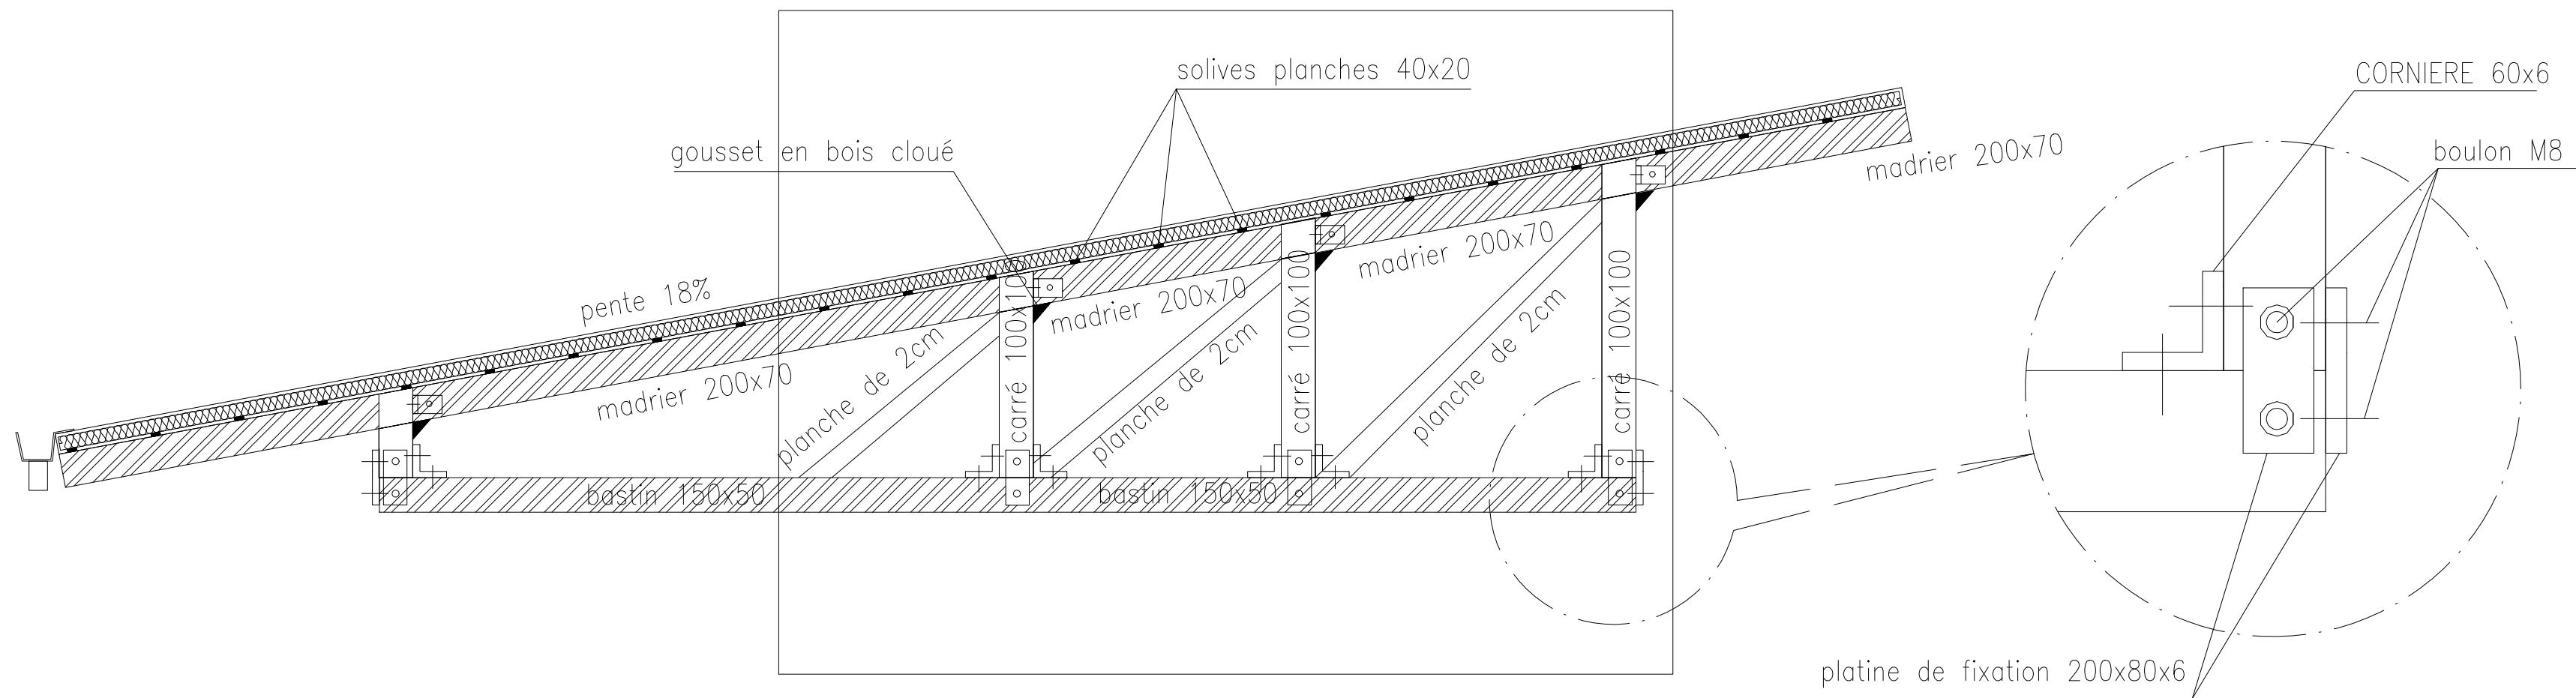 solives planches 40x20
CORNIERE 60x6
gousset en bois cloué
boulon M8
madrier 200x70
pente 18%
madrier 200x70
madrier 200x70
madrier 200x70
planche de 2cm
planche de 2cm
planche de 2cm
carré 100x100
carré 100x100
carré 100x100
bastin 150x50
bastin 150x50
platine de fixation 200x80x6